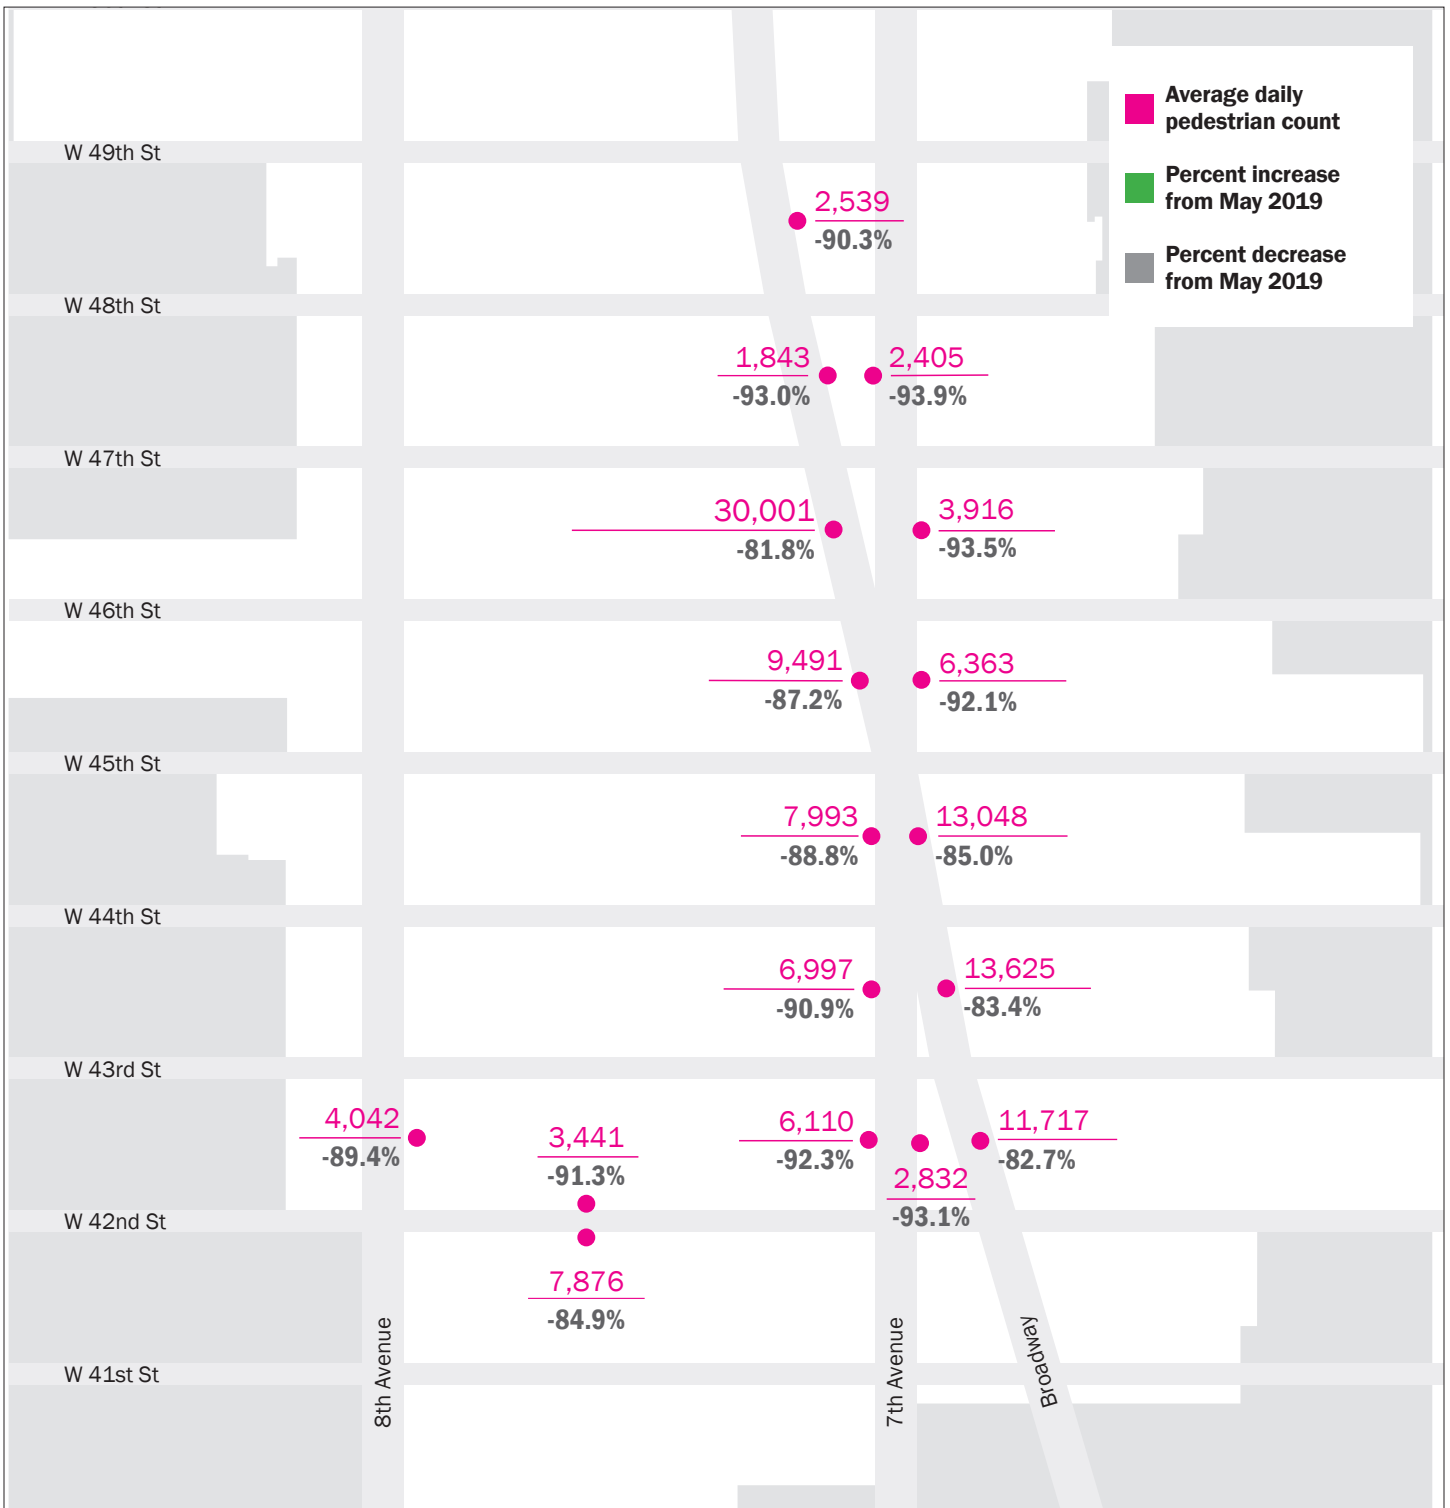 Average daily
pedestrian count
Percent increase
from May 2019
Percent decrease
from May 2019
W 49th St
2,539
-90.3%
W 48th St
1,843
-93.0%
2,405
-93.9%
W 47th St
30,001
-81.8%
3,916
-93.5%
W 46th St
9,491
-87.2%
6,363
-92.1%
W 45th St
7,993
-88.8%
13,048
-85.0%
W 44th St
6,997
-90.9%
13,625
-83.4%
W 43rd St
4,042
-89.4%
3,441
-91.3%
6,110
-92.3%
2,832
-93.1%
11,717
-82.7%
W 42nd St
7,876
-84.9%
W 41st St
8th Avenue
7th Avenue
Broadway